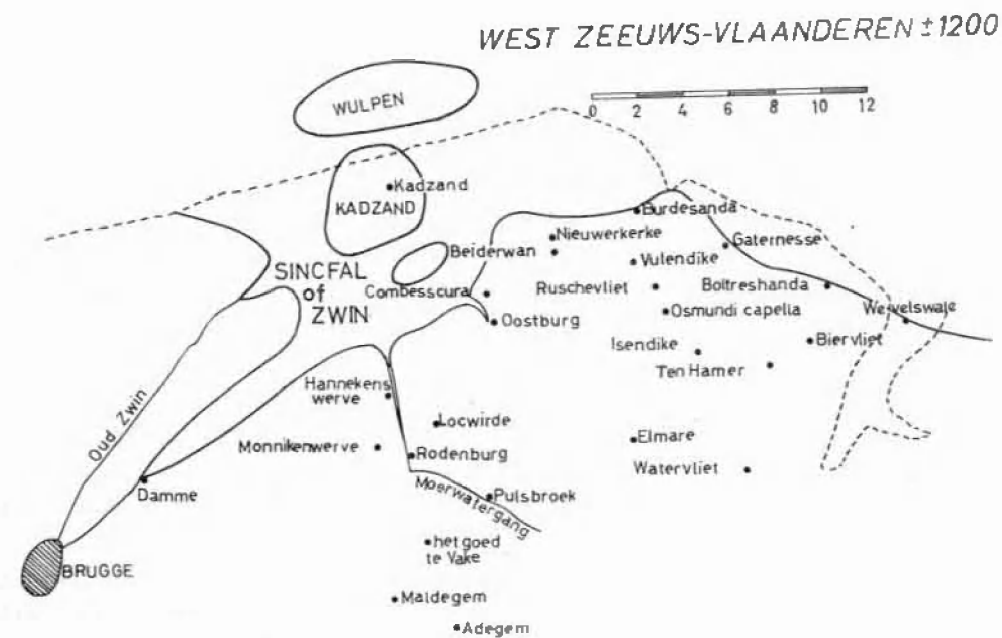 WEST ZEEUWS-VLAANDEREN ± 1200
0 2 4 6 8 10 12
WULPEN
Kadzand
KADZAND
Burdesanda
Nieuwerkerke
Gaternesse
Beiderwan
Vulendike
SINCFAL
of
ZWIN
Combesscura
Ruschevliet
Boltreshanda
Osmundi capella
Wevelswale
Oostburg
Isendike
Biervliet
Ten Hamer
Hannekens
werve
Locwirde
Oud Zwin
Monnikenwerve
Rodenburg
Elmare
Watervliet
Damme
Moerwatergang
Pulsbroek
het goed
te Vake
BRUGGE
Maldegem
Adegem